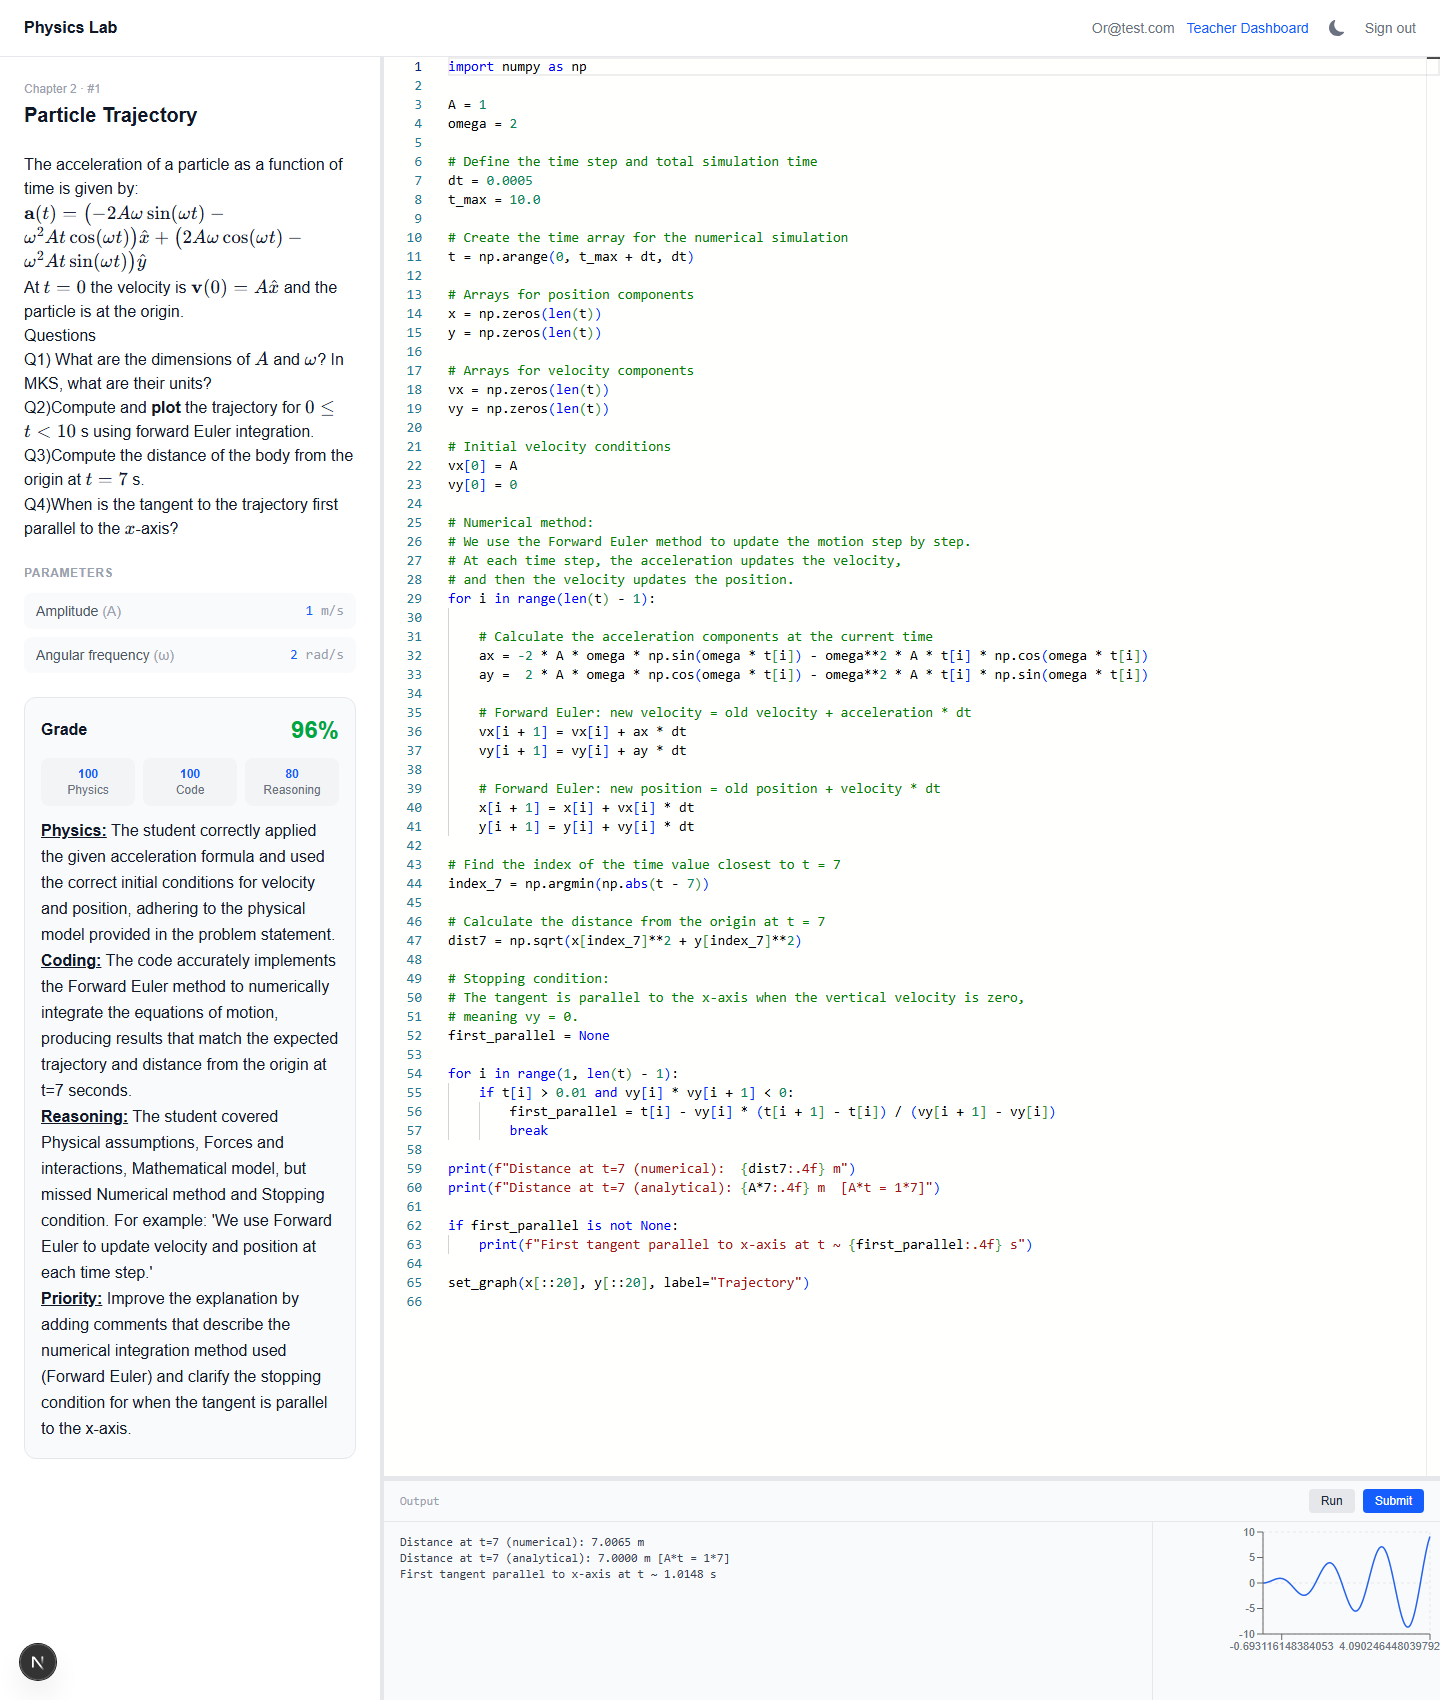 Physics Lab
Or@test.com Teacher Dashboard Sign out
Chapter 2 · #1
Particle Trajectory
The acceleration of a particle as a function of
time is given by:
a(t) = (−2Aω sin(ωt) −
ω²At cos(ωt))x̂ + (2Aω cos(ωt) −
ω²At sin(ωt))ŷ
At t = 0 the velocity is v(0) = Ax̂ and the
particle is at the origin.
Questions
Q1) What are the dimensions of A and ω? In
MKS, what are their units?
Q2)Compute and plot the trajectory for 0 ≤
t < 10 s using forward Euler integration.
Q3)Compute the distance of the body from the
origin at t = 7 s.
Q4)When is the tangent to the trajectory first
parallel to the x-axis?
PARAMETERS
Amplitude (A) 1 m/s
Angular frequency (ω) 2 rad/s
Grade 96%
100 100 80
Physics Code Reasoning
Physics: The student correctly applied
the given acceleration formula and used
the correct initial conditions for velocity
and position, adhering to the physical
model provided in the problem statement.
Coding: The code accurately implements
the Forward Euler method to numerically
integrate the equations of motion,
producing results that match the expected
trajectory and distance from the origin at
t=7 seconds.
Reasoning: The student covered
Physical assumptions, Forces and
interactions, Mathematical model, but
missed Numerical method and Stopping
condition. For example: 'We use Forward
Euler to update velocity and position at
each time step.'
Priority: Improve the explanation by
adding comments that describe the
numerical integration method used
(Forward Euler) and clarify the stopping
condition for when the tangent is parallel
to the x-axis.
N
1 import numpy as np
2
3 A = 1
4 omega = 2
5
6 # Define the time step and total simulation time
7 dt = 0.0005
8 t_max = 10.0
9
10 # Create the time array for the numerical simulation
11 t = np.arange(0, t_max + dt, dt)
12
13 # Arrays for position components
14 x = np.zeros(len(t))
15 y = np.zeros(len(t))
16
17 # Arrays for velocity components
18 vx = np.zeros(len(t))
19 vy = np.zeros(len(t))
20
21 # Initial velocity conditions
22 vx[0] = A
23 vy[0] = 0
24
25 # Numerical method:
26 # We use the Forward Euler method to update the motion step by step.
27 # At each time step, the acceleration updates the velocity,
28 # and then the velocity updates the position.
29 for i in range(len(t) - 1):
30
31     # Calculate the acceleration components at the current time
32     ax = -2 * A * omega * np.sin(omega * t[i]) - omega**2 * A * t[i] * np.cos(omega * t[i])
33     ay =  2 * A * omega * np.cos(omega * t[i]) - omega**2 * A * t[i] * np.sin(omega * t[i])
34
35     # Forward Euler: new velocity = old velocity + acceleration * dt
36     vx[i + 1] = vx[i] + ax * dt
37     vy[i + 1] = vy[i] + ay * dt
38
39     # Forward Euler: new position = old position + velocity * dt
40     x[i + 1] = x[i] + vx[i] * dt
41     y[i + 1] = y[i] + vy[i] * dt
42
43 # Find the index of the time value closest to t = 7
44 index_7 = np.argmin(np.abs(t - 7))
45
46 # Calculate the distance from the origin at t = 7
47 dist7 = np.sqrt(x[index_7]**2 + y[index_7]**2)
48
49 # Stopping condition:
50 # The tangent is parallel to the x-axis when the vertical velocity is zero,
51 # meaning vy = 0.
52 first_parallel = None
53
54 for i in range(1, len(t) - 1):
55     if t[i] > 0.01 and vy[i] * vy[i + 1] < 0:
56         first_parallel = t[i] - vy[i] * (t[i + 1] - t[i]) / (vy[i + 1] - vy[i])
57         break
58
59 print(f"Distance at t=7 (numerical):  {dist7:.4f} m")
60 print(f"Distance at t=7 (analytical): {A*7:.4f} m  [A*t = 1*7]")
61
62 if first_parallel is not None:
63     print(f"First tangent parallel to x-axis at t ~ {first_parallel:.4f} s")
64
65 set_graph(x[::20], y[::20], label="Trajectory")
66
Output Run Submit
Distance at t=7 (numerical): 7.0065 m
Distance at t=7 (analytical): 7.0000 m [A*t = 1*7]
First tangent parallel to x-axis at t ~ 1.0148 s
10
5
0
-5
-10
-0.693116148384053 4.090246448039792